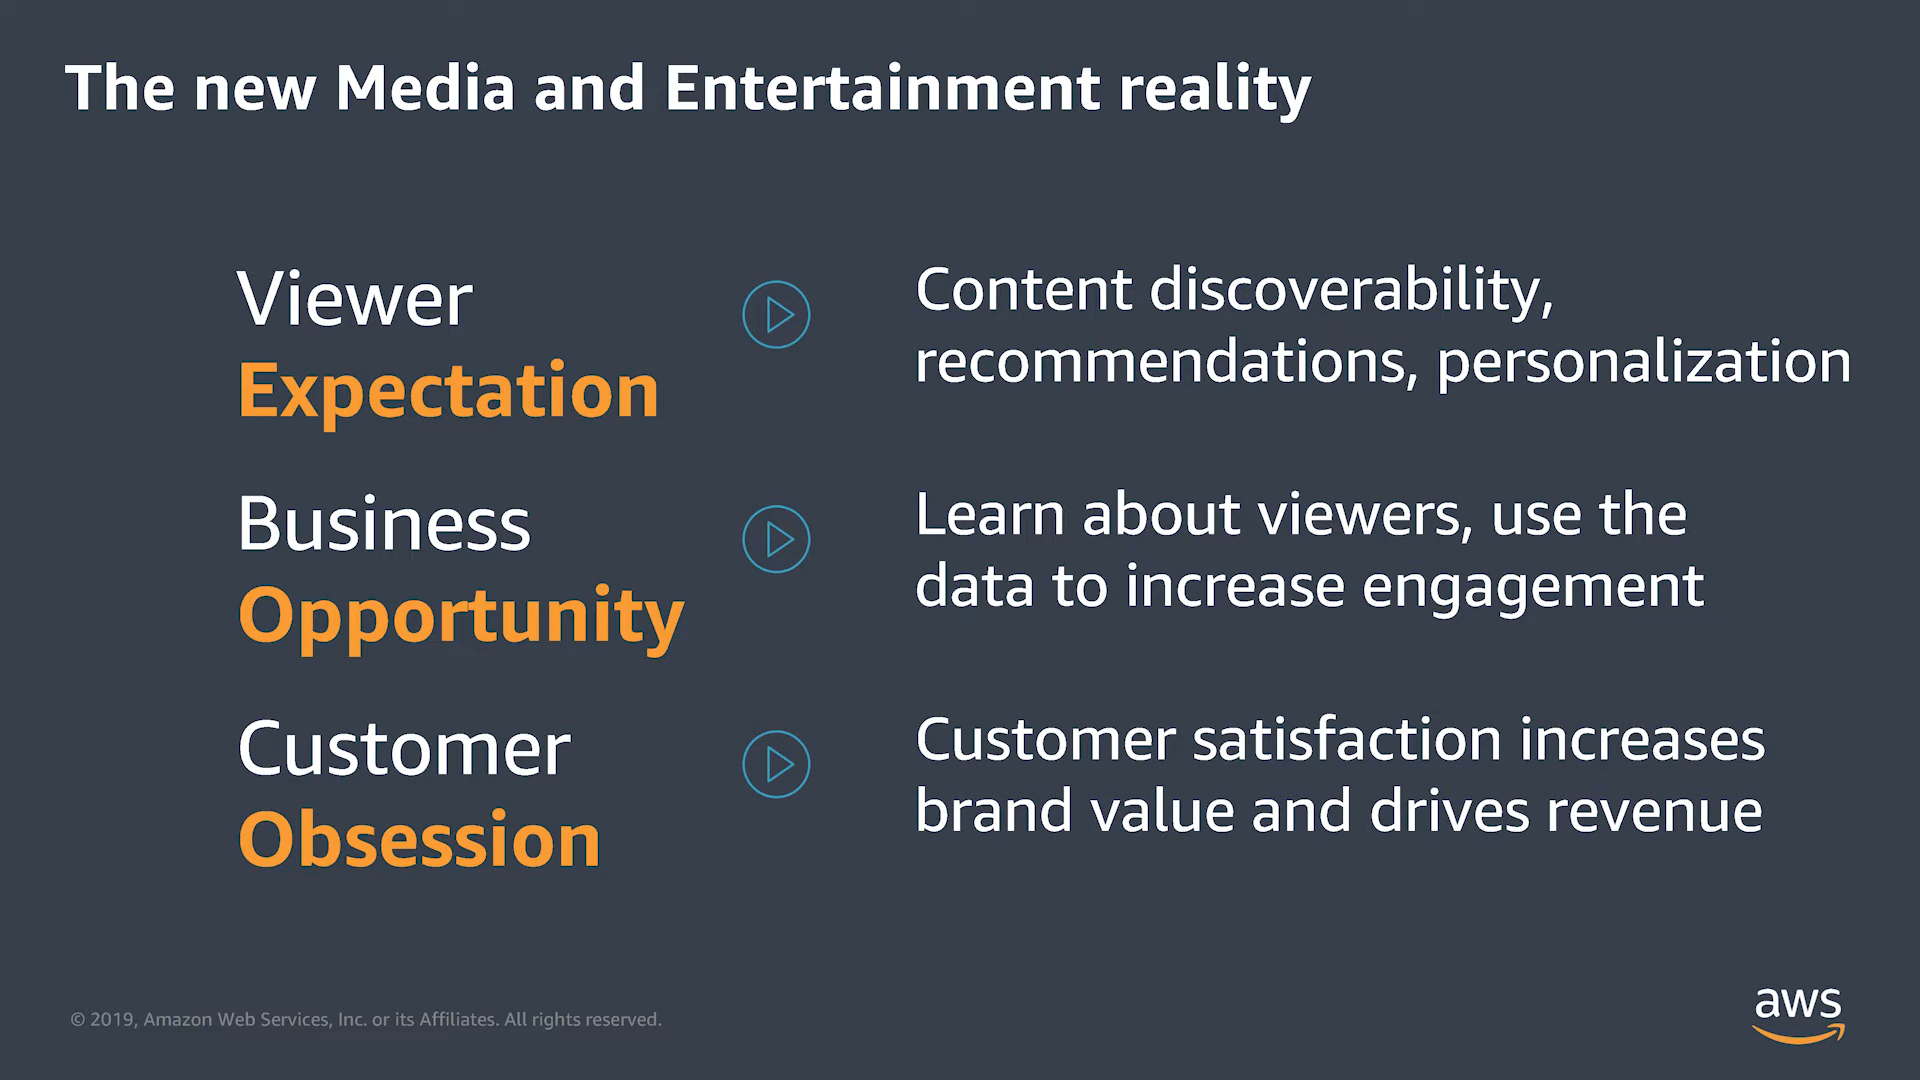 The new Media and Entertainment reality
Viewer
Expectation
Content discoverability,
recommendations, personalization
Business
Opportunity
Learn about viewers, use the
data to increase engagement
Customer
Obsession
Customer satisfaction increases
brand value and drives revenue
© 2019, Amazon Web Services, Inc. or its Affiliates. All rights reserved.
aws